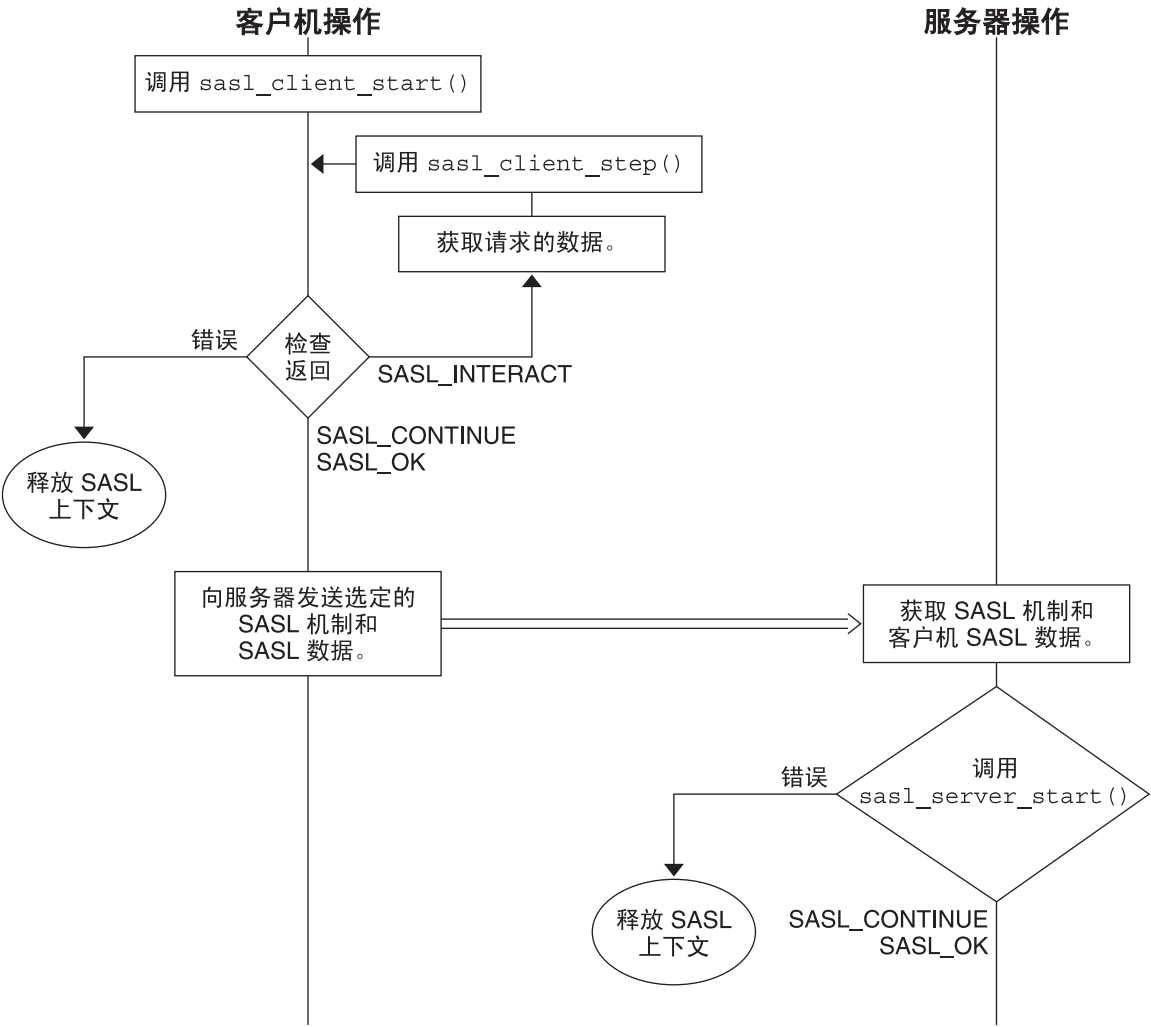 客户机操作
服务器操作
调用 sasl_client_start()
调用 sasl_client_step()
获取请求的数据。
错误
检查
返回
SASL_INTERACT
SASL_CONTINUE
SASL_OK
释放 SASL
上下文
向服务器发送选定的
SASL 机制和
SASL 数据。
获取 SASL 机制和
客户机 SASL 数据。
错误
调用
sasl_server_start()
释放 SASL
上下文
SASL_CONTINUE
SASL_OK